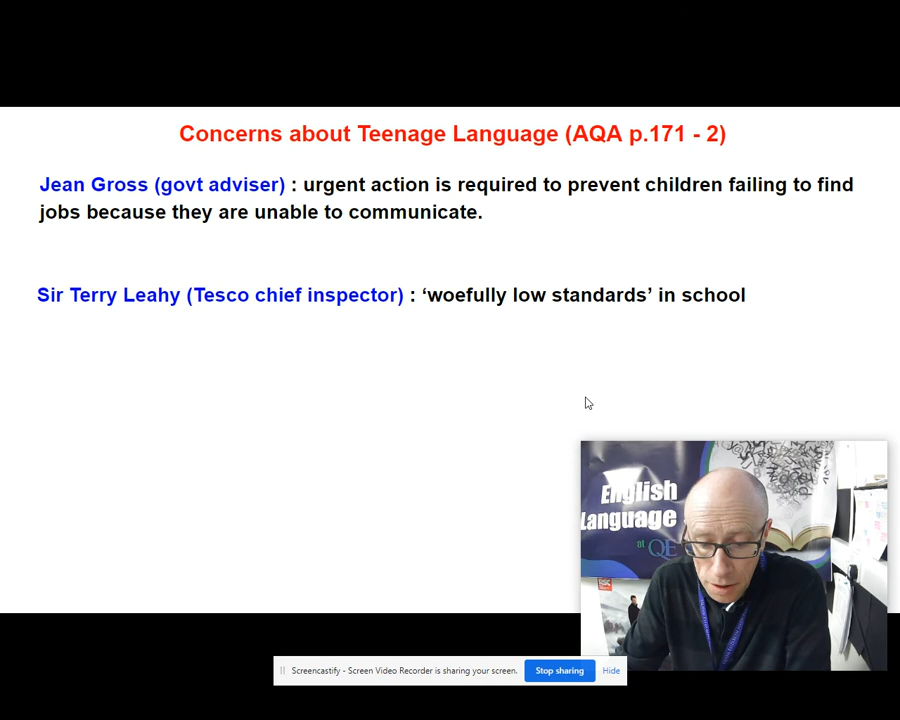 Concerns about Teenage Language (AQA p.171 - 2)
Jean Gross (govt adviser) : urgent action is required to prevent children failing to find
jobs because they are unable to communicate.
Sir Terry Leahy (Tesco chief inspector) : ‘woefully low standards’ in school
English
Language
at QE
Screencastify - Screen Video Recorder is sharing your screen.
Stop sharing
Hide